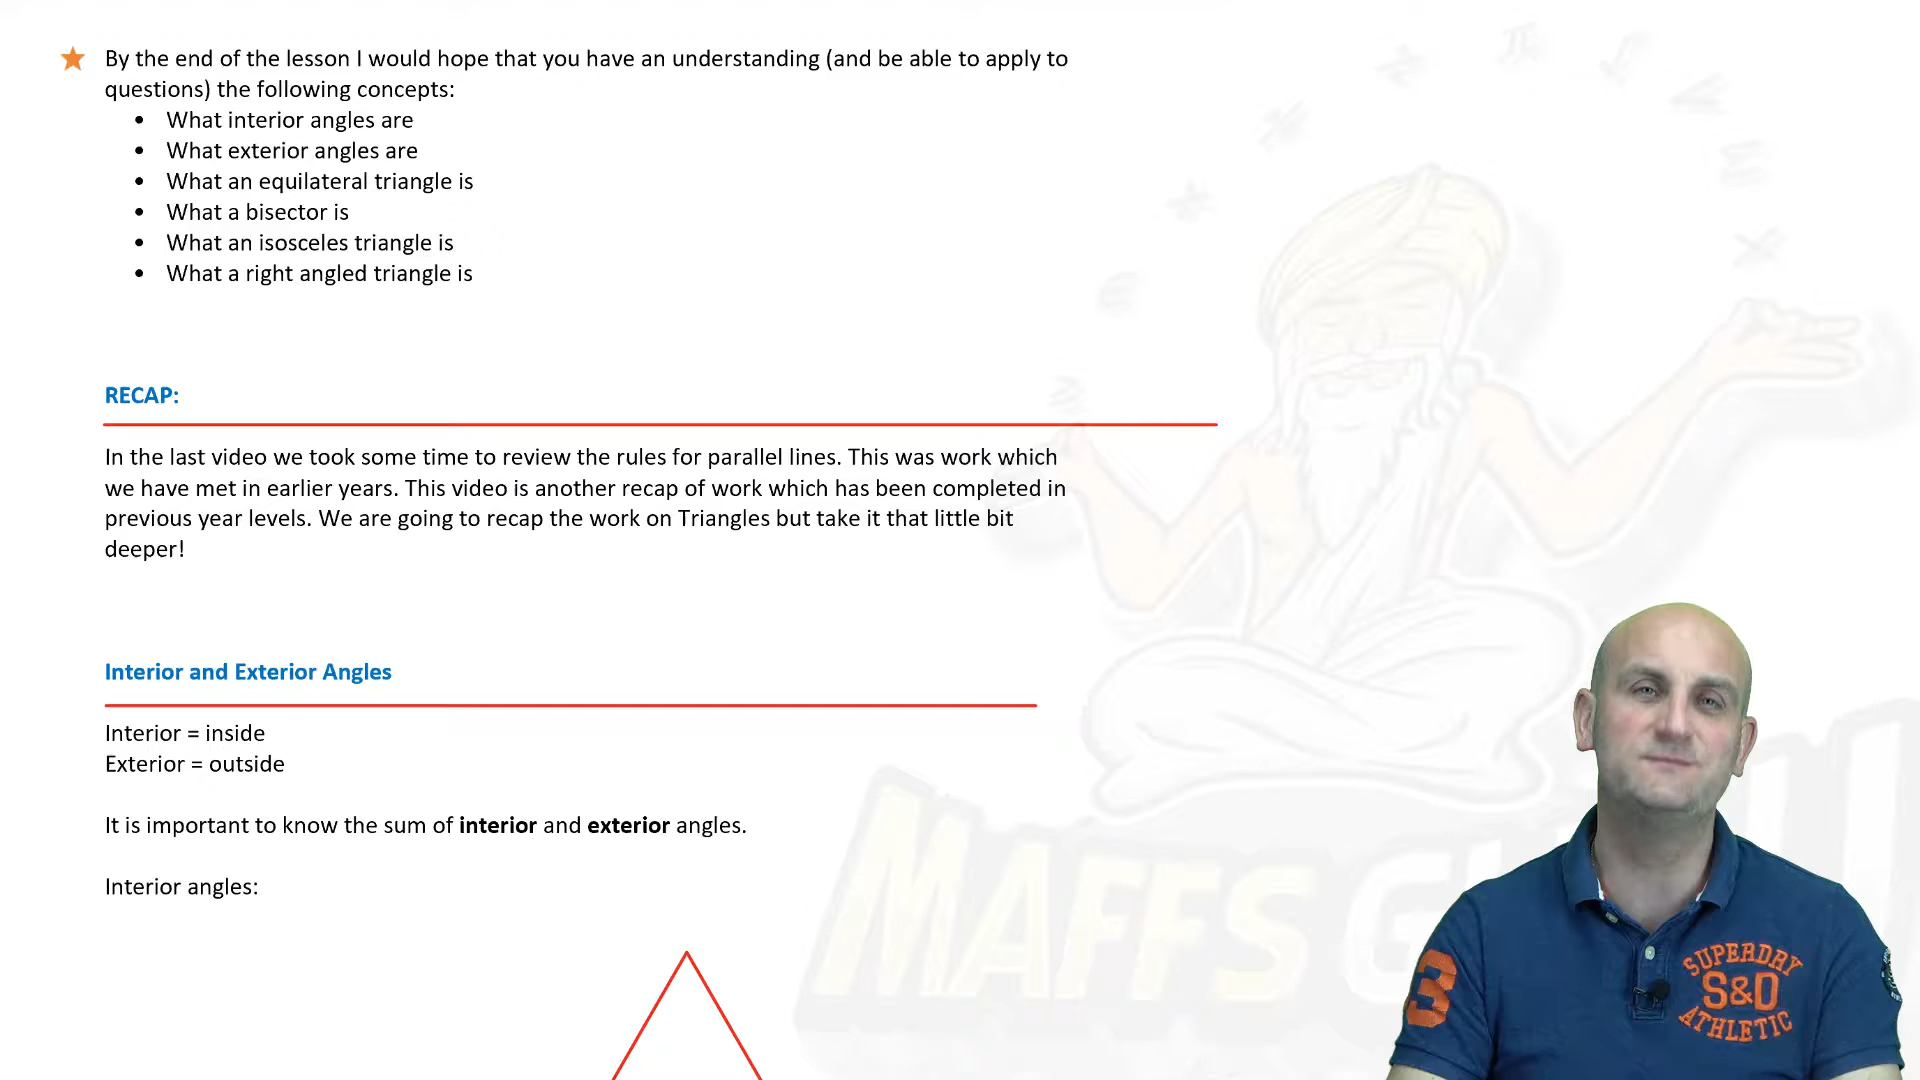 By the end of the lesson I would hope that you have an understanding (and be able to apply to
questions) the following concepts:
• What interior angles are
• What exterior angles are
• What an equilateral triangle is
• What a bisector is
• What an isosceles triangle is
• What a right angled triangle is
RECAP:
In the last video we took some time to review the rules for parallel lines. This was work which
we have met in earlier years. This video is another recap of work which has been completed in
previous year levels. We are going to recap the work on Triangles but take it that little bit
deeper!
Interior and Exterior Angles
Interior = inside
Exterior = outside
It is important to know the sum of interior and exterior angles.
Interior angles:
MAFFS G
3
SUPERDRY
S&D
ATHLETIC